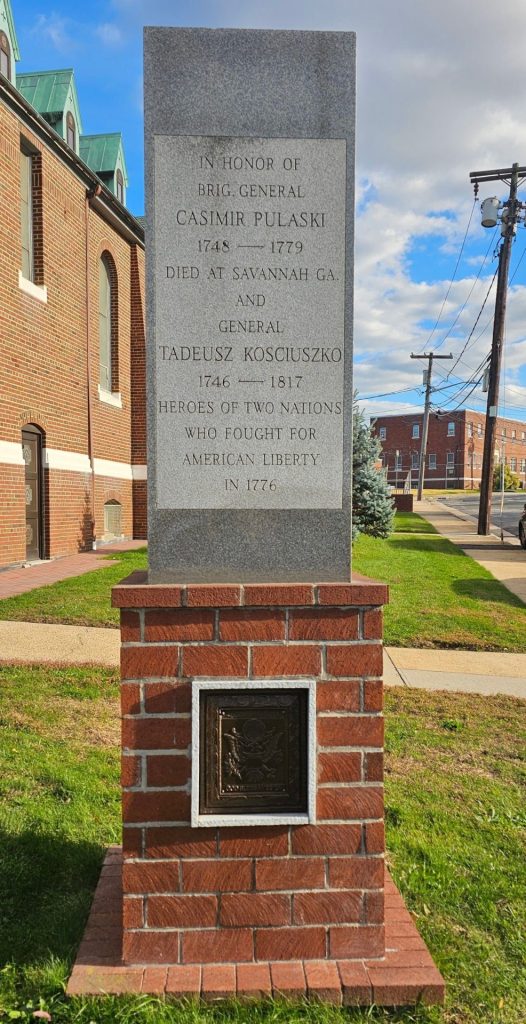 IN HONOR OF
BRIG. GENERAL
CASIMIR PULASKI
1748 — 1779
DIED AT SAVANNAH GA.
AND
GENERAL
TADEUSZ KOSCIUSZKO
1746 — 1817
HEROES OF TWO NATIONS
WHO FOUGHT FOR
AMERICAN LIBERTY
IN 1776